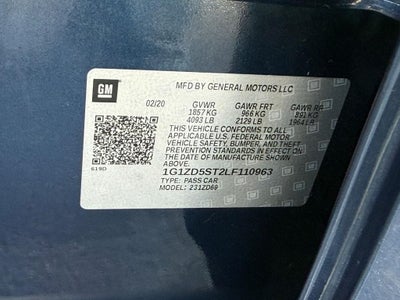 GM
MFD BY GENERAL MOTORS LLC
02/20 GVWR GAWR FRT GAWR RR
1857 KG 966 KG 891 KG
4093 LB 2129 LB 1964 LB
THIS VEHICLE CONFORMS TO ALL
APPLICABLE U.S. FEDERAL MOTOR
VEHICLE SAFETY, BUMPER, AND THEFT
PREVENTION STANDARDS IN EFFECT ON
THE DATE OF MANUFACTURE SHOWN
ABOVE.
619D
1G1ZD5ST2LF110963
TYPE: PASS CAR
MODEL: 231ZD69